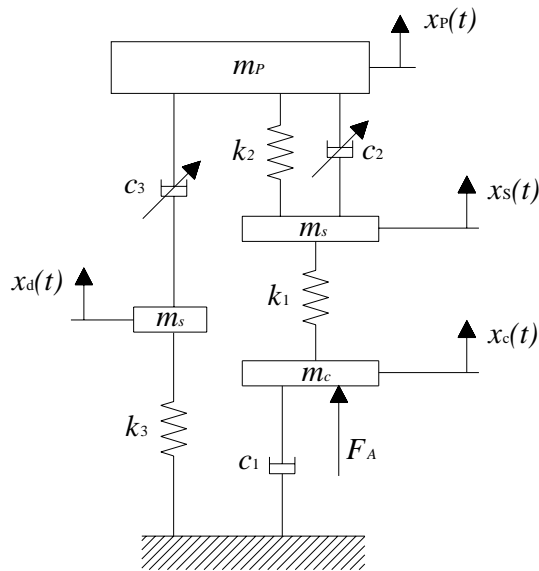 xP(t)
mP
k2
c2
c3
xS(t)
ms
xd(t)
k1
ms
xc(t)
mc
k3
c1
FA